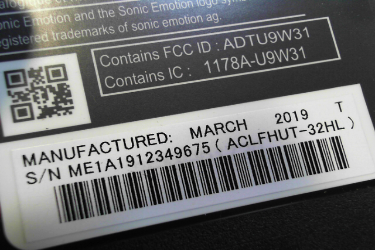 Sonic Emotion and the Sonic Emotion logo sym
registered trademarks of sonic emotion ag.
Contains FCC ID : ADTU9W31
Contains IC : 1178A-U9W31
MANUFACTURED: MARCH 2019 T
S/N ME1A1912349675 ( ACLFHUT-32HL )